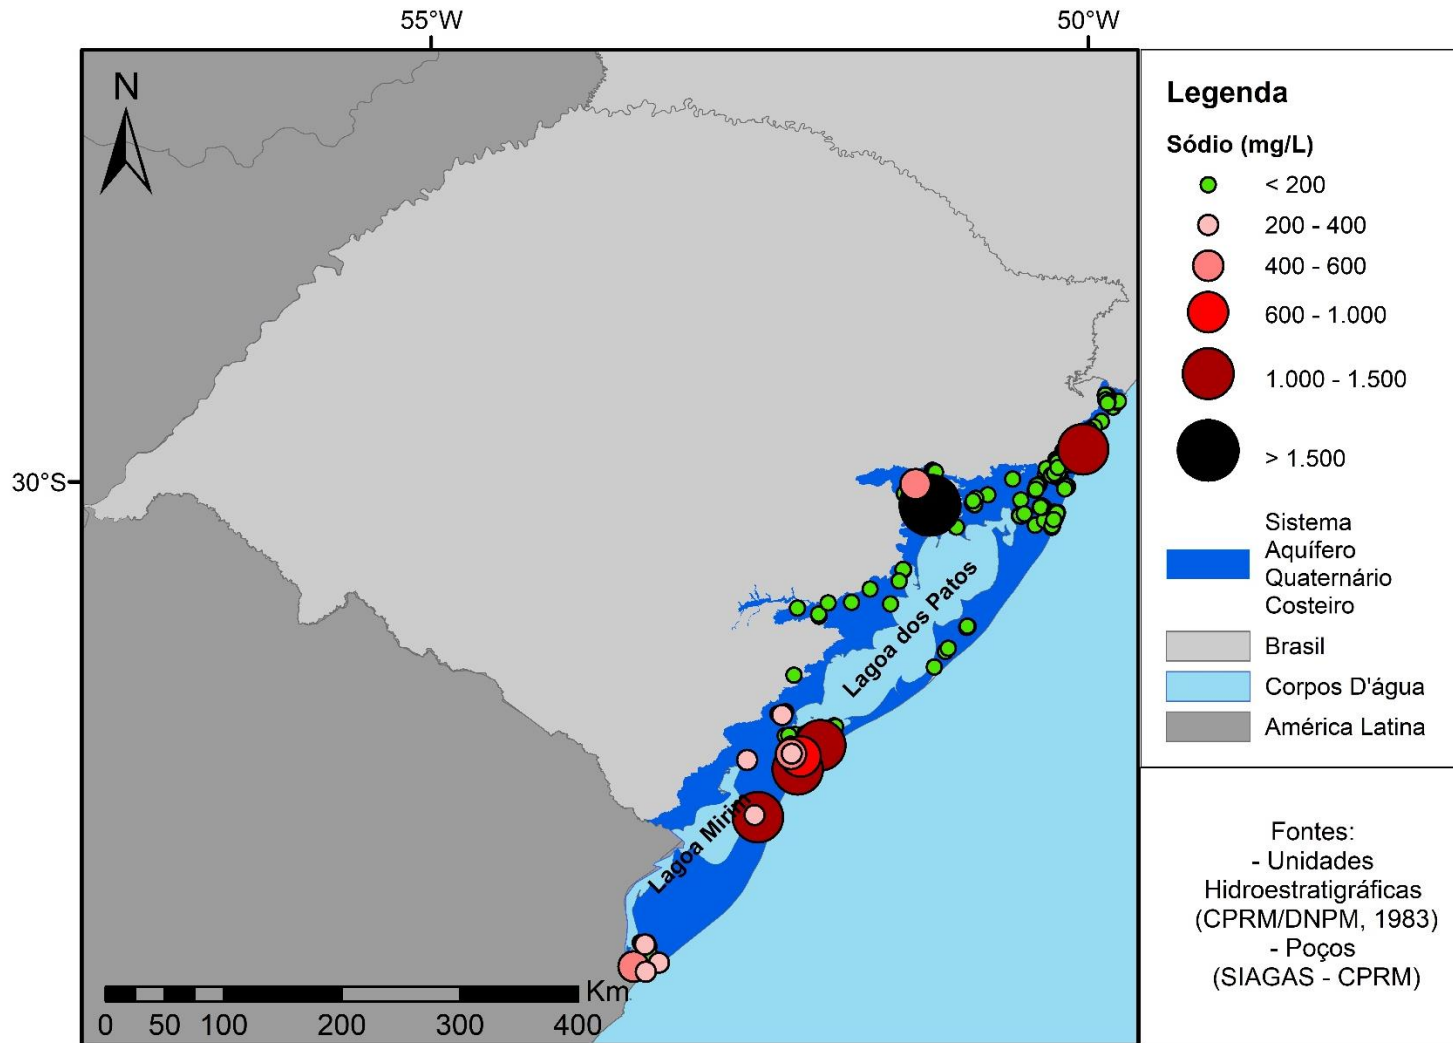 55°W
50°W
N
30°S
Lagoa dos Patos
Lagoa Mirim
Km
0 50 100 200 300 400
Legenda
Sódio (mg/L)
< 200
200 - 400
400 - 600
600 - 1.000
1.000 - 1.500
> 1.500
Sistema
Aquífero
Quaternário
Costeiro
Brasil
Corpos D'água
América Latina
Fontes:
- Unidades
Hidroestratigráficas
(CPRM/DNPM, 1983)
- Poços
(SIAGAS - CPRM)